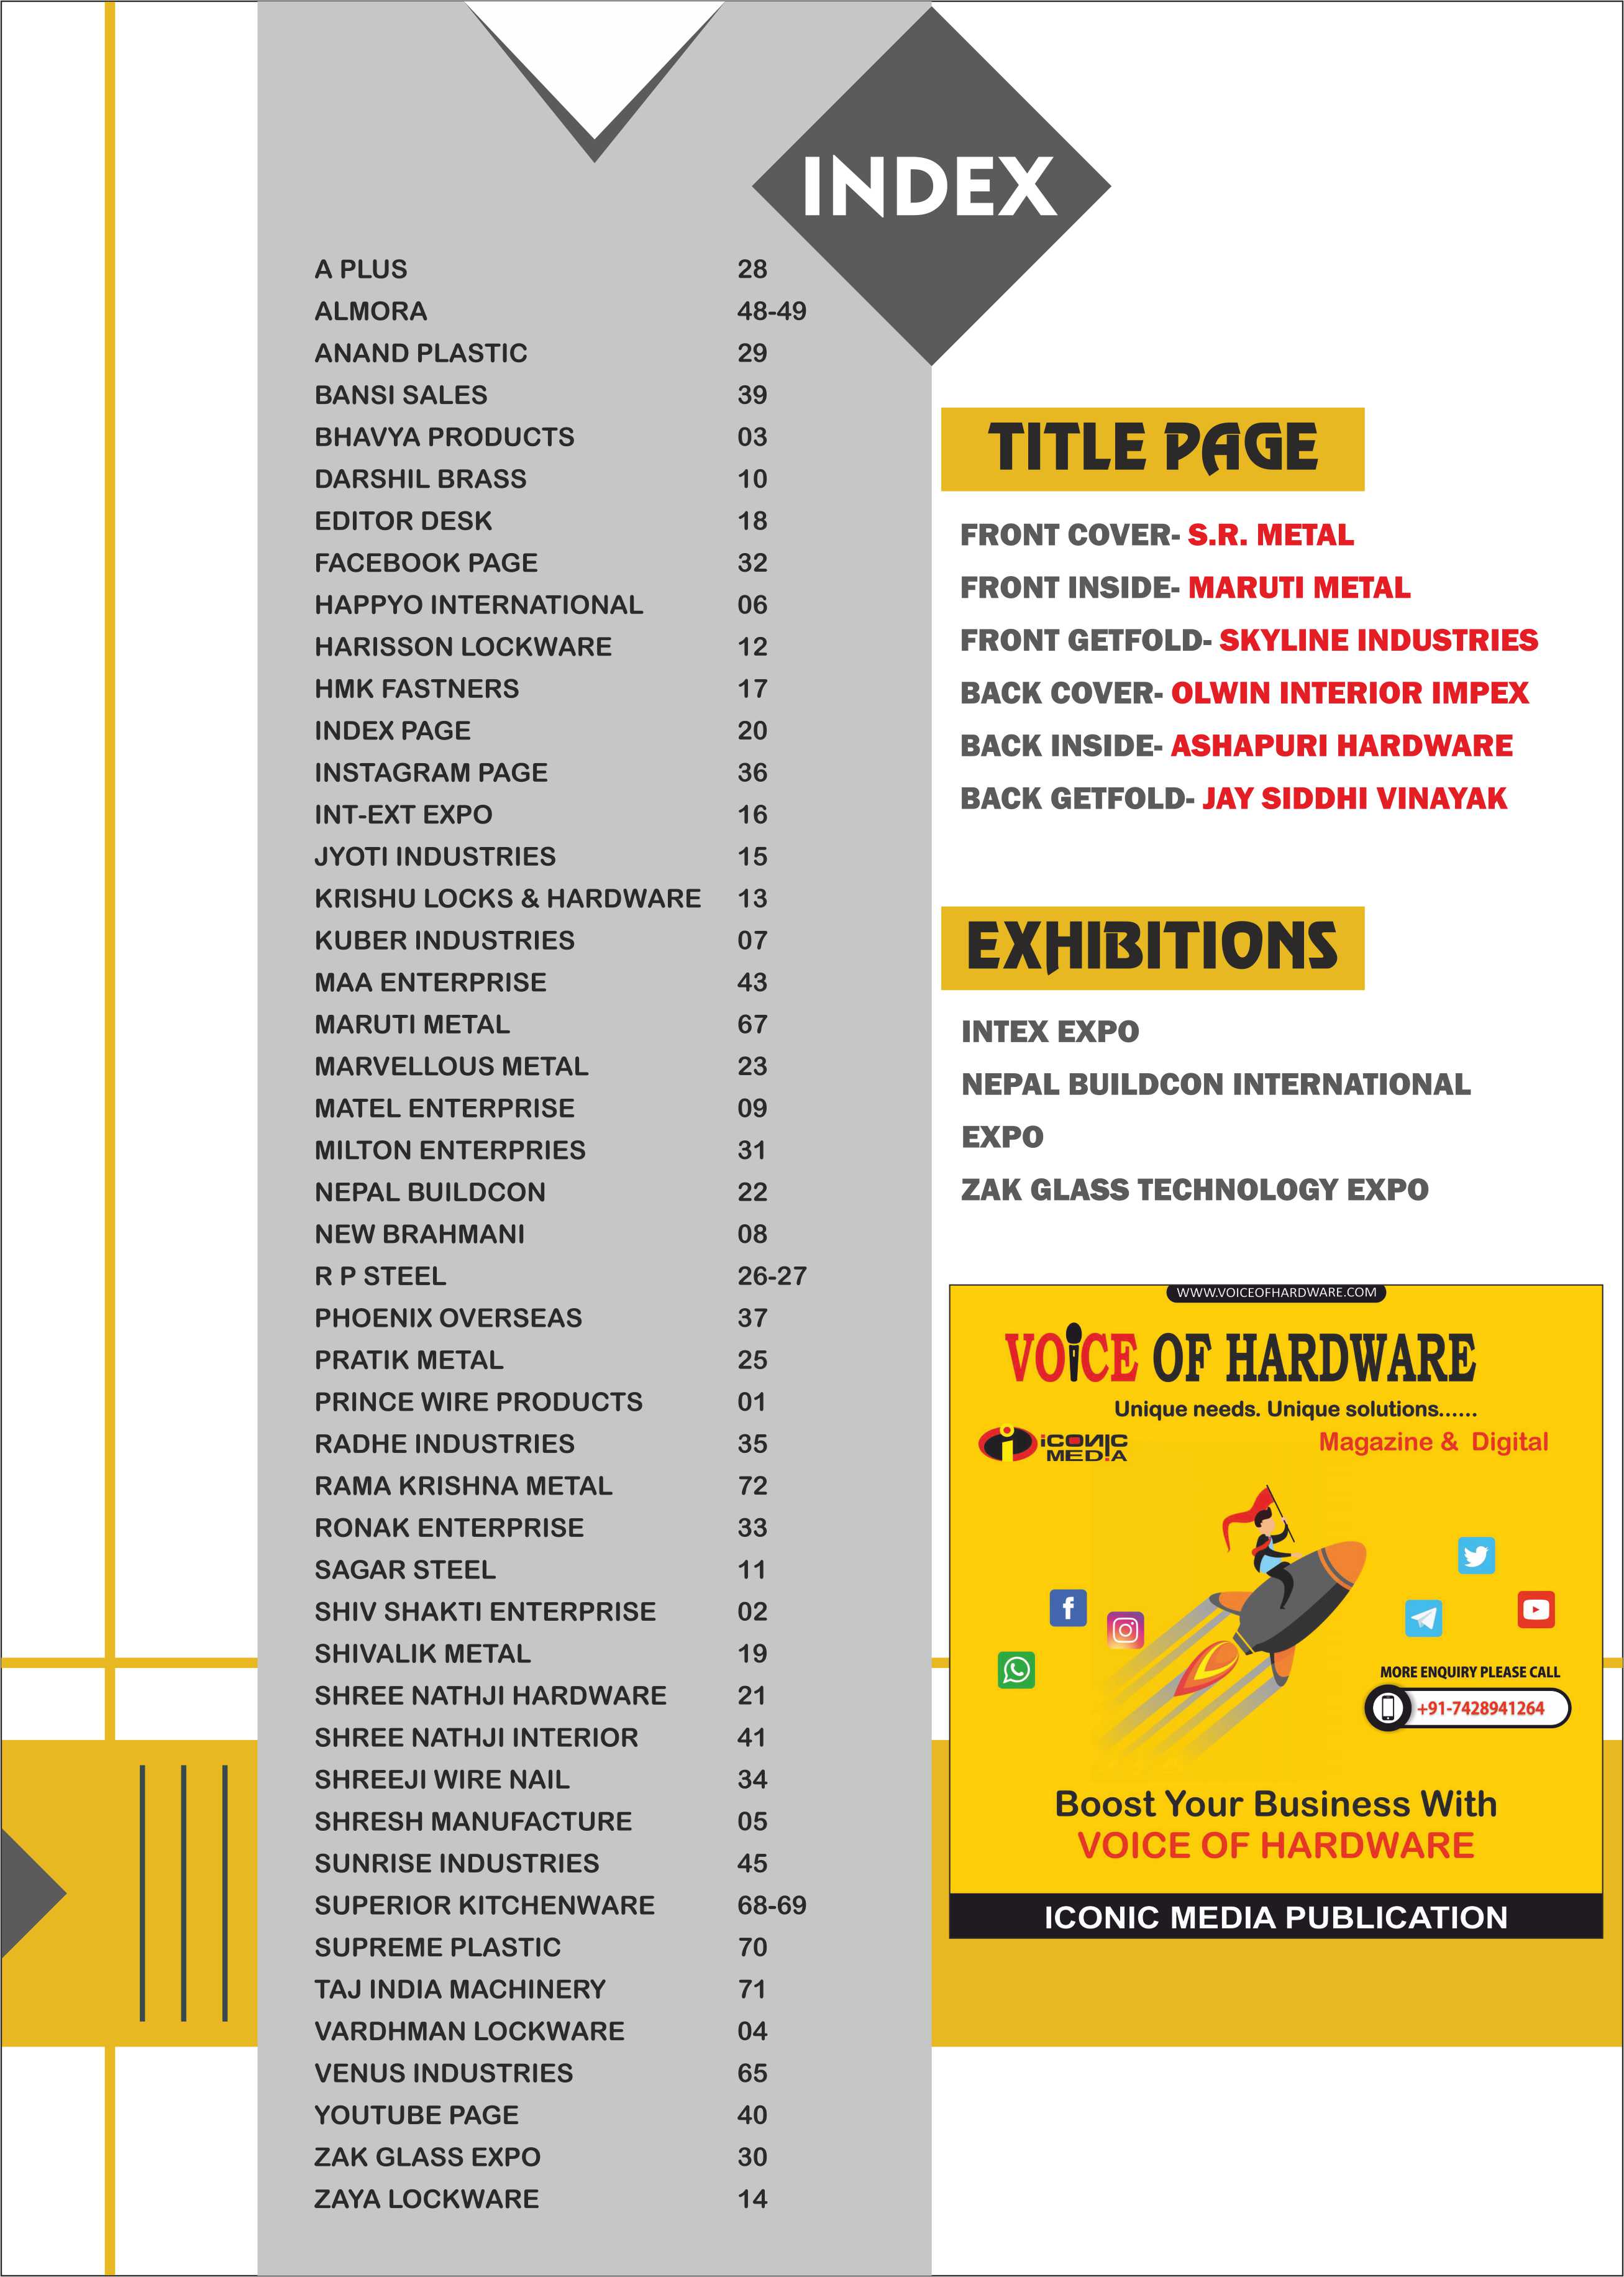 INDEX
A PLUS 28
ALMORA 48-49
ANAND PLASTIC 29
BANSI SALES 39
BHAVYA PRODUCTS 03
DARSHIL BRASS 10
EDITOR DESK 18
FACEBOOK PAGE 32
HAPPYO INTERNATIONAL 06
HARISSON LOCKWARE 12
HMK FASTNERS 17
INDEX PAGE 20
INSTAGRAM PAGE 36
INT-EXT EXPO 16
JYOTI INDUSTRIES 15
KRISHU LOCKS & HARDWARE 13
KUBER INDUSTRIES 07
MAA ENTERPRISE 43
MARUTI METAL 67
MARVELLOUS METAL 23
MATEL ENTERPRISE 09
MILTON ENTERPRIES 31
NEPAL BUILDCON 22
NEW BRAHMANI 08
R P STEEL 26-27
PHOENIX OVERSEAS 37
PRATIK METAL 25
PRINCE WIRE PRODUCTS 01
RADHE INDUSTRIES 35
RAMA KRISHNA METAL 72
RONAK ENTERPRISE 33
SAGAR STEEL 11
SHIV SHAKTI ENTERPRISE 02
SHIVALIK METAL 19
SHREE NATHJI HARDWARE 21
SHREE NATHJI INTERIOR 41
SHREEJI WIRE NAIL 34
SHRESH MANUFACTURE 05
SUNRISE INDUSTRIES 45
SUPERIOR KITCHENWARE 68-69
SUPREME PLASTIC 70
TAJ INDIA MACHINERY 71
VARDHMAN LOCKWARE 04
VENUS INDUSTRIES 65
YOUTUBE PAGE 40
ZAK GLASS EXPO 30
ZAYA LOCKWARE 14
TITLE PAGE
FRONT COVER- S.R. METAL
FRONT INSIDE- MARUTI METAL
FRONT GETFOLD- SKYLINE INDUSTRIES
BACK COVER- OLWIN INTERIOR IMPEX
BACK INSIDE- ASHAPURI HARDWARE
BACK GETFOLD- JAY SIDDHI VINAYAK
EXHIBITIONS
INTEX EXPO
NEPAL BUILDCON INTERNATIONAL
EXPO
ZAK GLASS TECHNOLOGY EXPO
WWW.VOICEOFHARDWARE.COM
VOICE OF HARDWARE
Unique needs. Unique solutions......
iCONIC
MEDIA
Magazine & Digital
MORE ENQUIRY PLEASE CALL
+91-7428941264
Boost Your Business With
VOICE OF HARDWARE
ICONIC MEDIA PUBLICATION